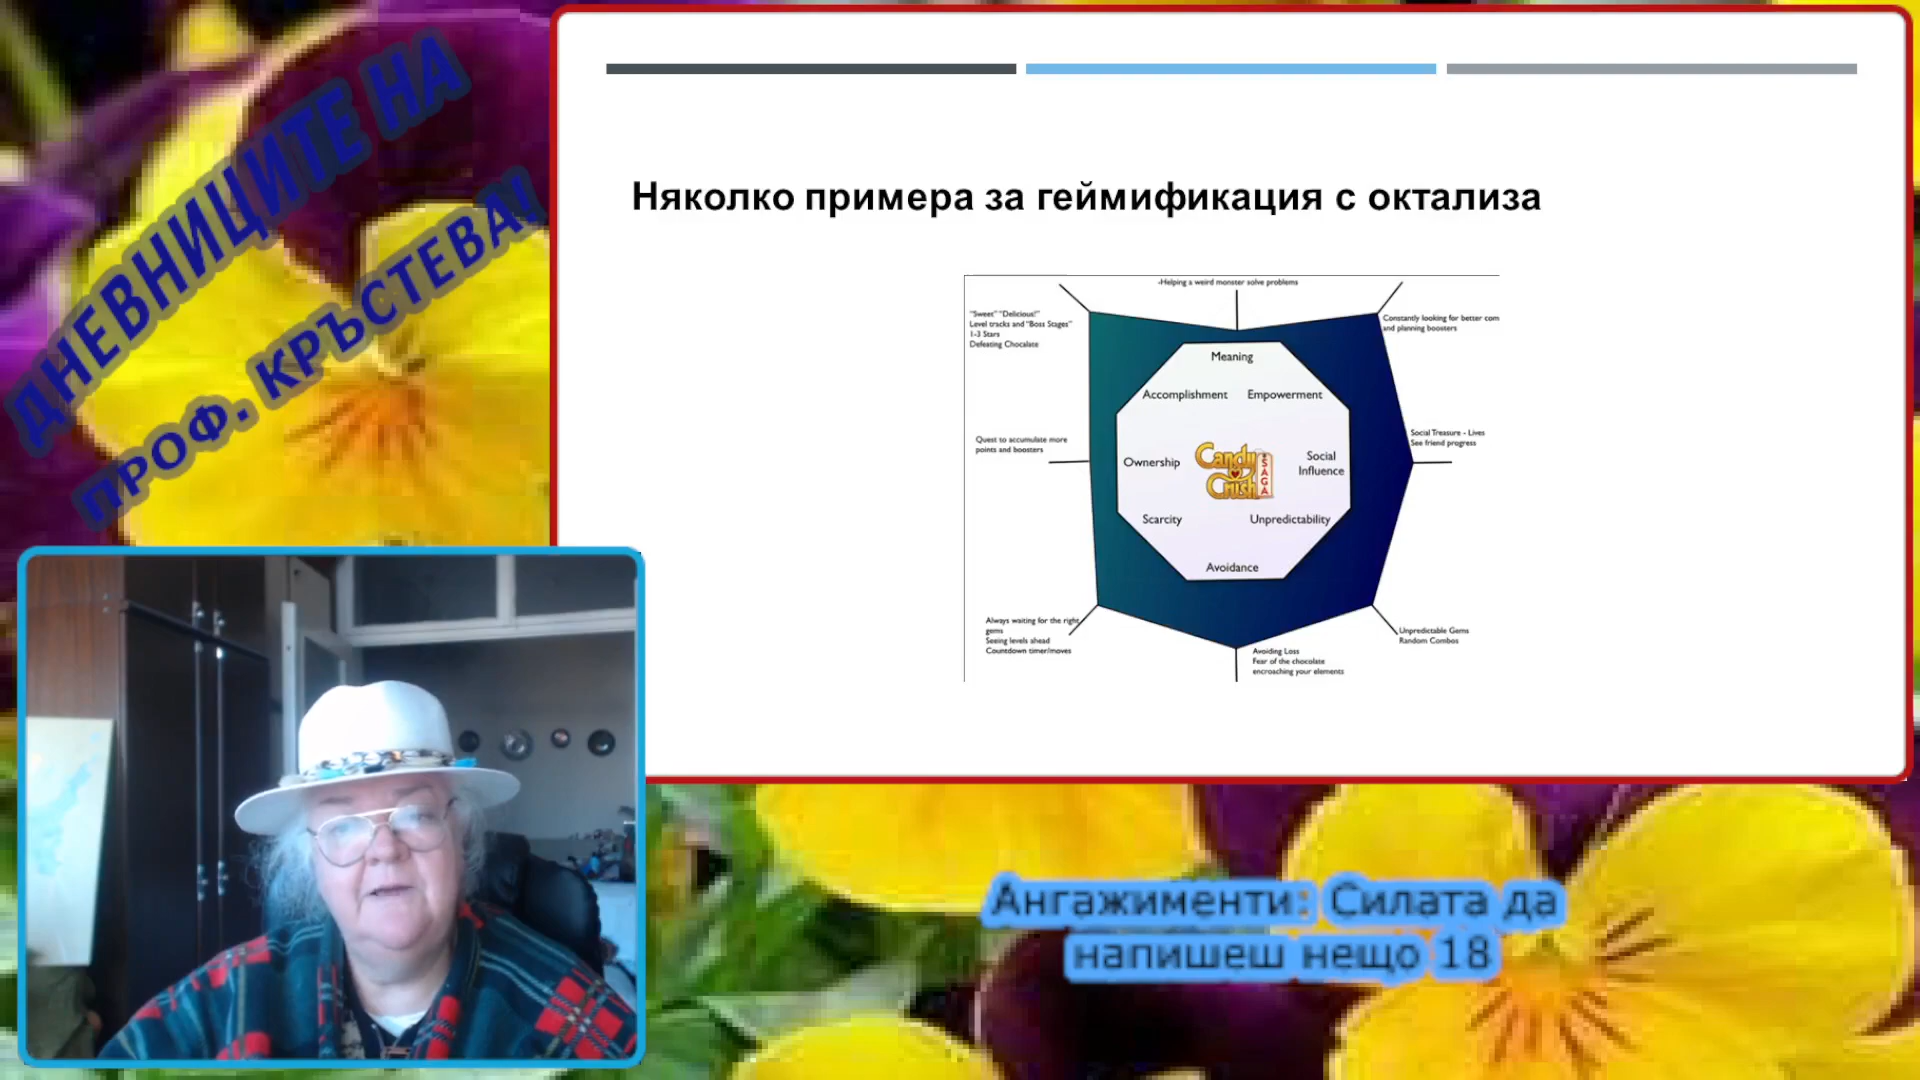 ДНЕВНИЦИТЕ НА
ПРОФ. КРЪСТЕВА!
Няколко примера за геймификация с октализа
-Helping a weird monster solve problems
"Sweet" "Delicious!"
Level tracks and "Boss Stages"
1-3 Stars
Defeating Chocalate
Constantly looking for better com
and planning boosters
Meaning
Accomplishment
Empowerment
Quest to accumulate more
points and boosters
Social Treasure - Lives
See friend progress
Ownership
Candy
Crush
SAGA
Social
Influence
Scarcity
Unpredictability
Avoidance
Always waiting for the right
gems
Seeing levels ahead
Countdown timer/moves
Unpredictable Gems
Random Combos
Avoiding Loss
Fear of the chocolate
encroaching your elements
Ангажименти: Силата да
напишеш нещо 18